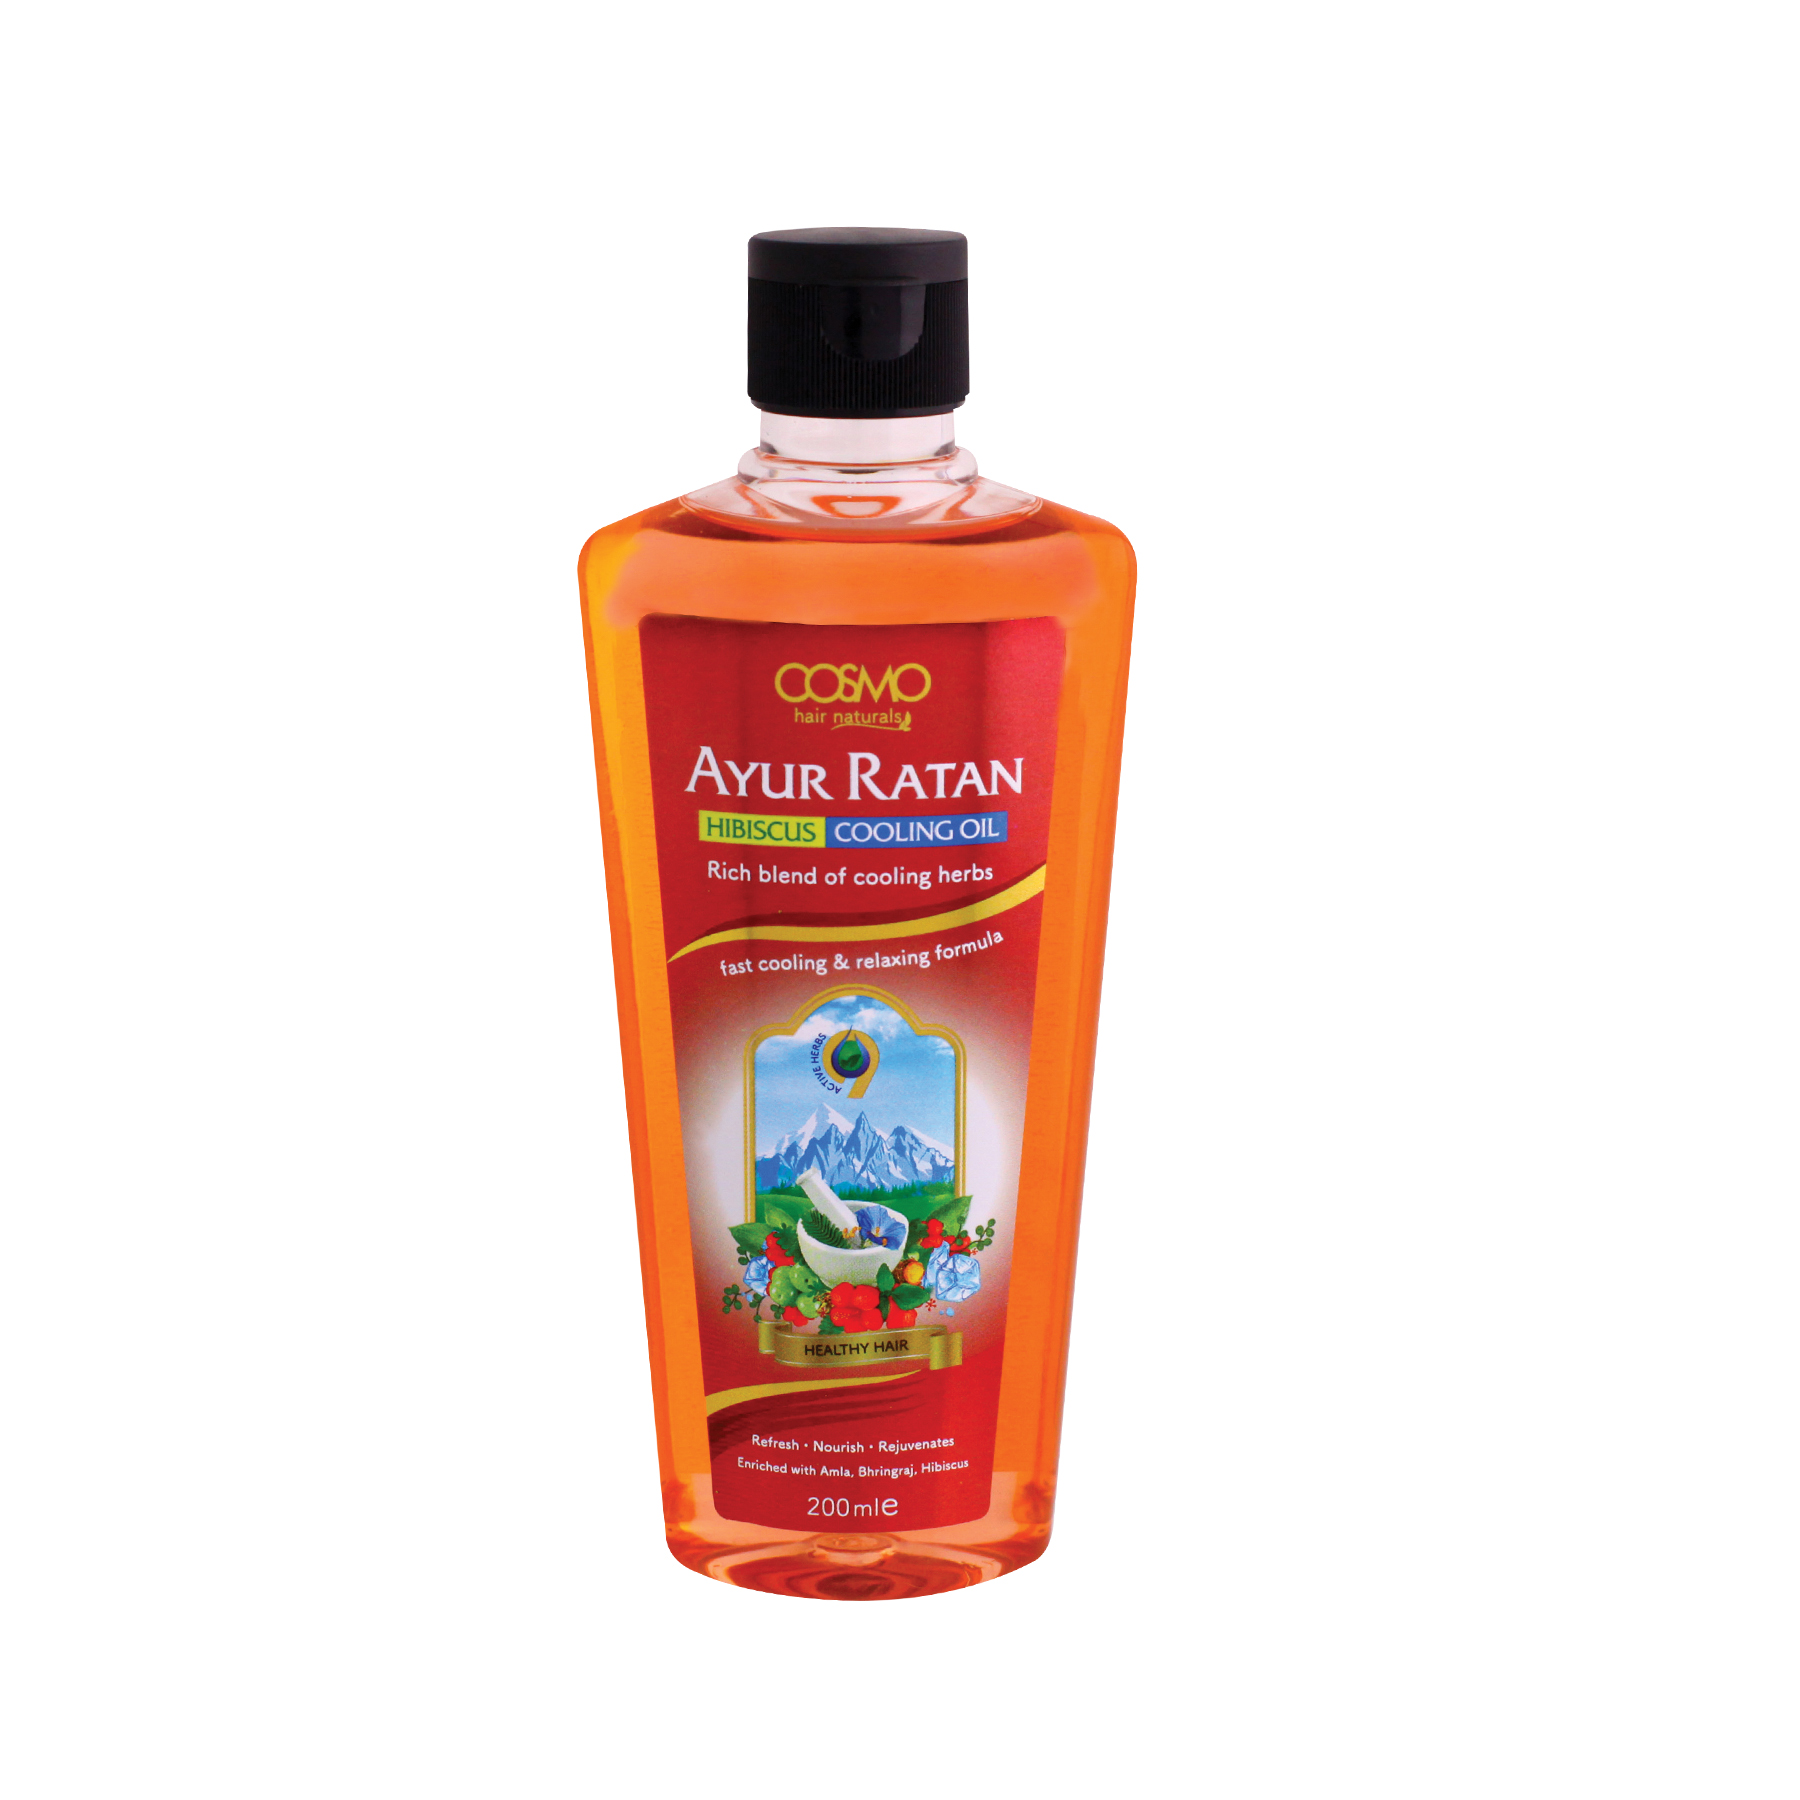 COSMO
hair naturals
AYUR RATAN
HIBISCUS COOLING OIL
Rich blend of cooling herbs
fast cooling & relaxing formula
9
ACTIVE HERBS
HEALTHY HAIR
Refresh • Nourish • Rejuvenates
Enriched with Amla, Bhringraj, Hibiscus
200ml℮